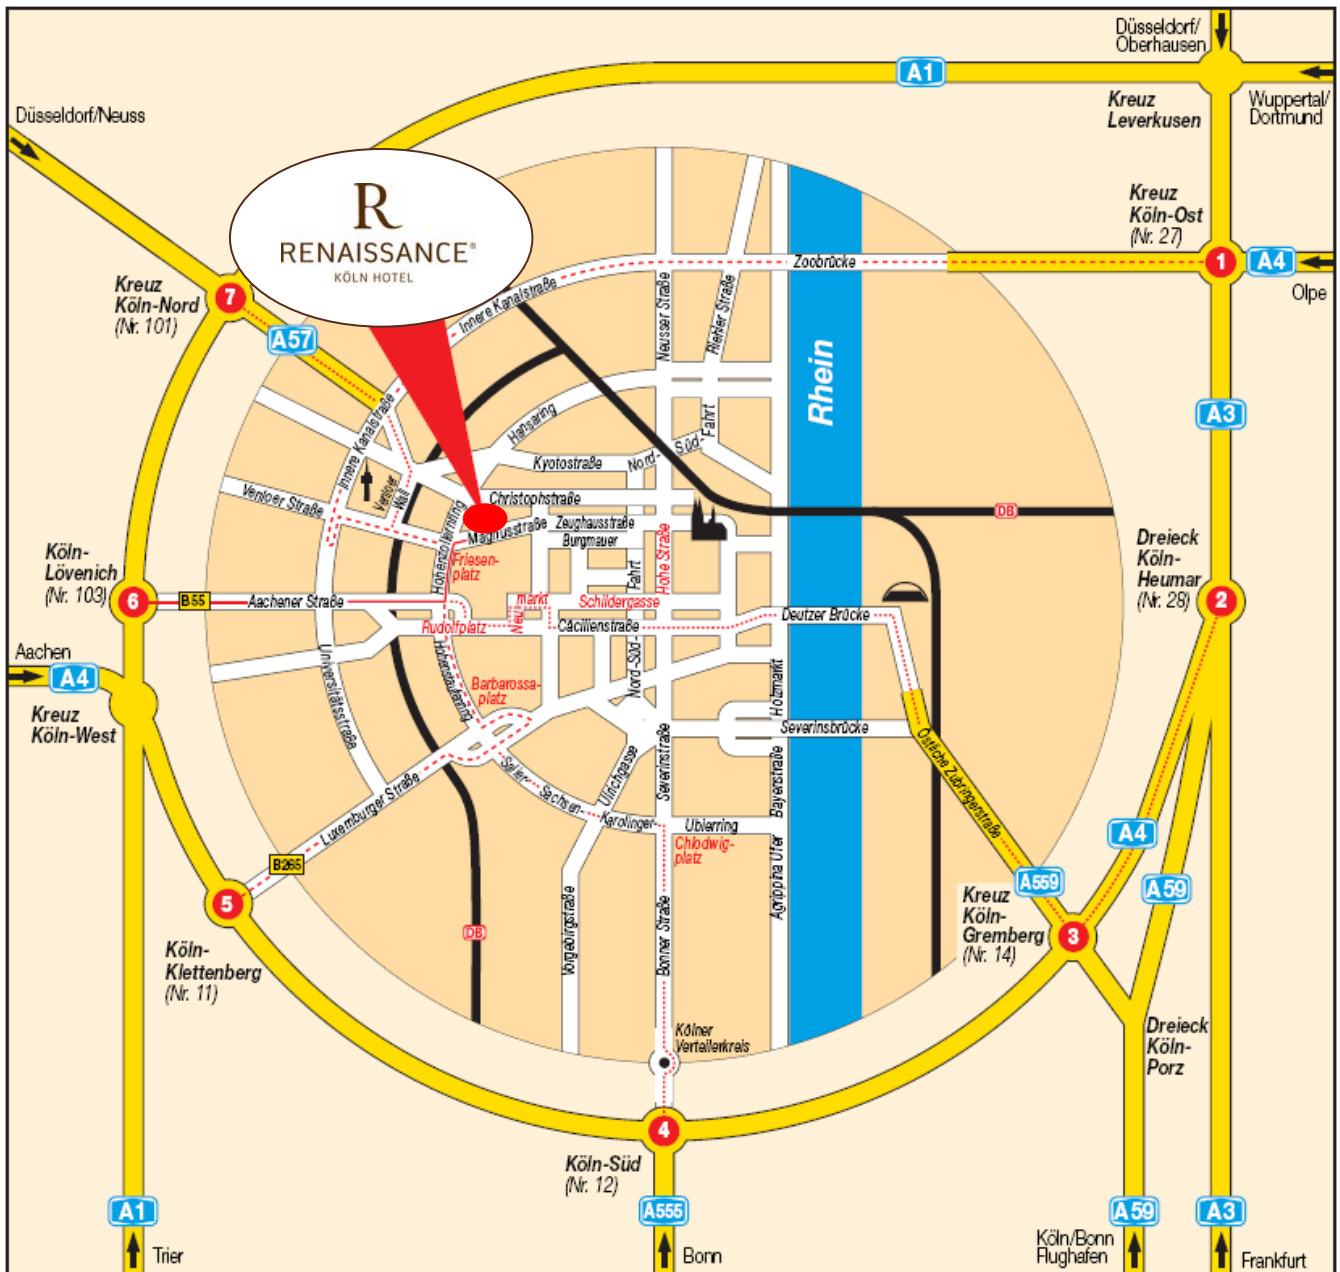 Düsseldorf/
Oberhausen
A1
Kreuz
Leverkusen
Wuppertal/
Dortmund
Düsseldorf/Neuss
R
RENAISSANCE®
KÖLN HOTEL
Kreuz
Köln-Ost
(Nr. 27)
1
A4
Olpe
Zoobrücke
Innere Kanalstraße
Neusser Straße
Riehler Straße
Kreuz
Köln-Nord
(Nr. 101)
7
A57
Rhein
A3
Innere Kanalstraße
Hansaring
Nord-
Süd-
Fahrt
Kyotostraße
Venloer Straße
Venloer
Wall
Christophstraße
Hohenzollernring
Magnusstraße
Zeughausstraße
Burgmauer
DB
Friesen-
platz
Fahrt
Hohe Straße
Dreieck
Köln-
Heumar
(Nr. 28)
2
Köln-
Lövenich
(Nr. 103)
6
B55
Aachener Straße
Neu
markt
Schildergasse
Rudolfplatz
Cäcilienstraße
Deutzer Brücke
Aachen
A4
Kreuz
Köln-West
Universitätsstraße
Hohenstaufenring
Barbarossa-
platz
Nord-Süd-
Holzmarkt
Severinsbrücke
Severinstraße
Bayenstraße
Östliche Zubringerstraße
Luxemburger Straße
Salier-
Sachsen-
Ulrichgasse
Karolinger-
Ubierring
Chlodwig-
platz
Agrippina Ufer
A4
A559
A59
B265
5
Köln-
Klettenberg
(Nr. 11)
DB
Vorgebirgstraße
Bonner Straße
Kreuz
Köln-
Gremberg
(Nr. 14)
3
Kölner
Verteilerkreis
Dreieck
Köln-
Porz
4
Köln-Süd
(Nr. 12)
A1
Trier
A555
Bonn
A59
Köln/Bonn
Flughafen
A3
Frankfurt